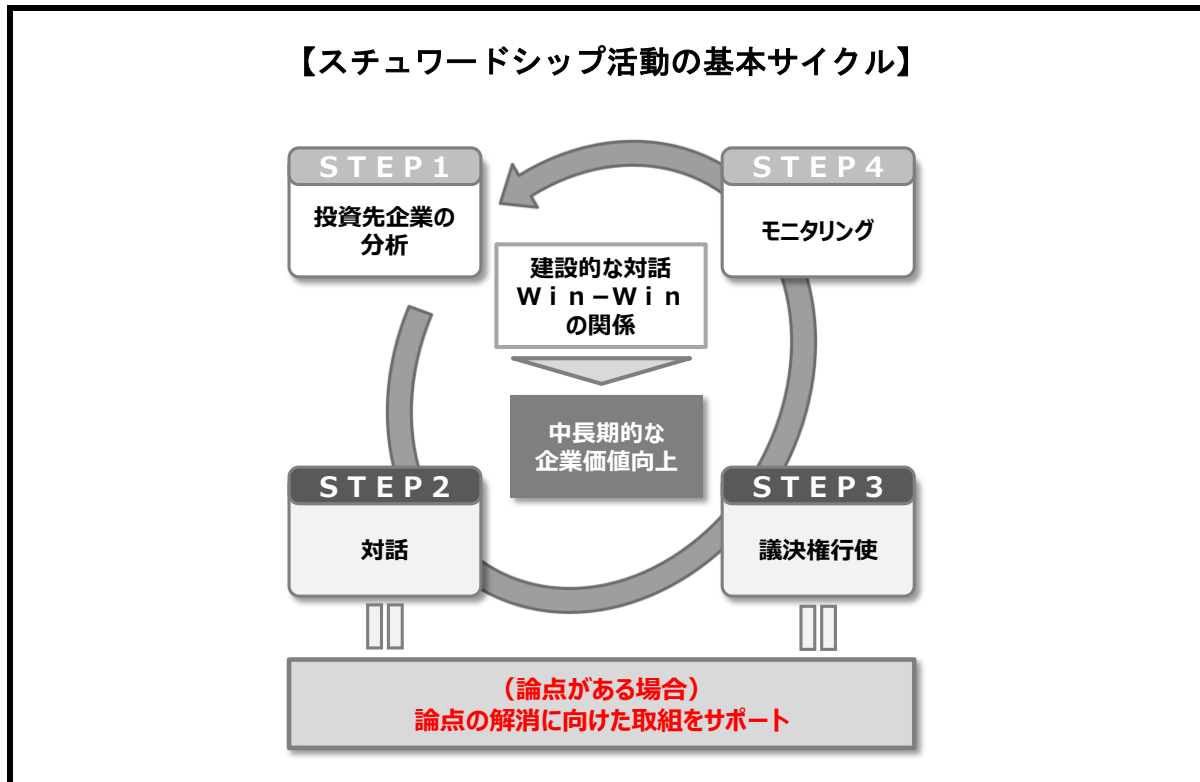 【スチュワードシップ活動の基本サイクル】
ＳＴＥＰ１
投資先企業の
分析
ＳＴＥＰ４
モニタリング
建設的な対話
Ｗｉｎ－Ｗｉｎ
の関係
中長期的な
企業価値向上
ＳＴＥＰ２
対話
ＳＴＥＰ３
議決権行使
（論点がある場合）
論点の解消に向けた取組をサポート